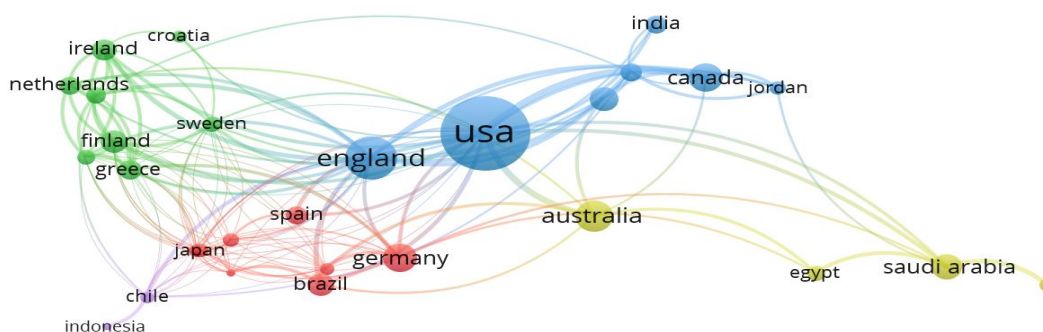 india
croatia
ireland
canada
netherlands
jordan
sweden
usa
finland
england
greece
spain
australia
japan
germany
saudi arabia
egypt
brazil
chile
indonesia